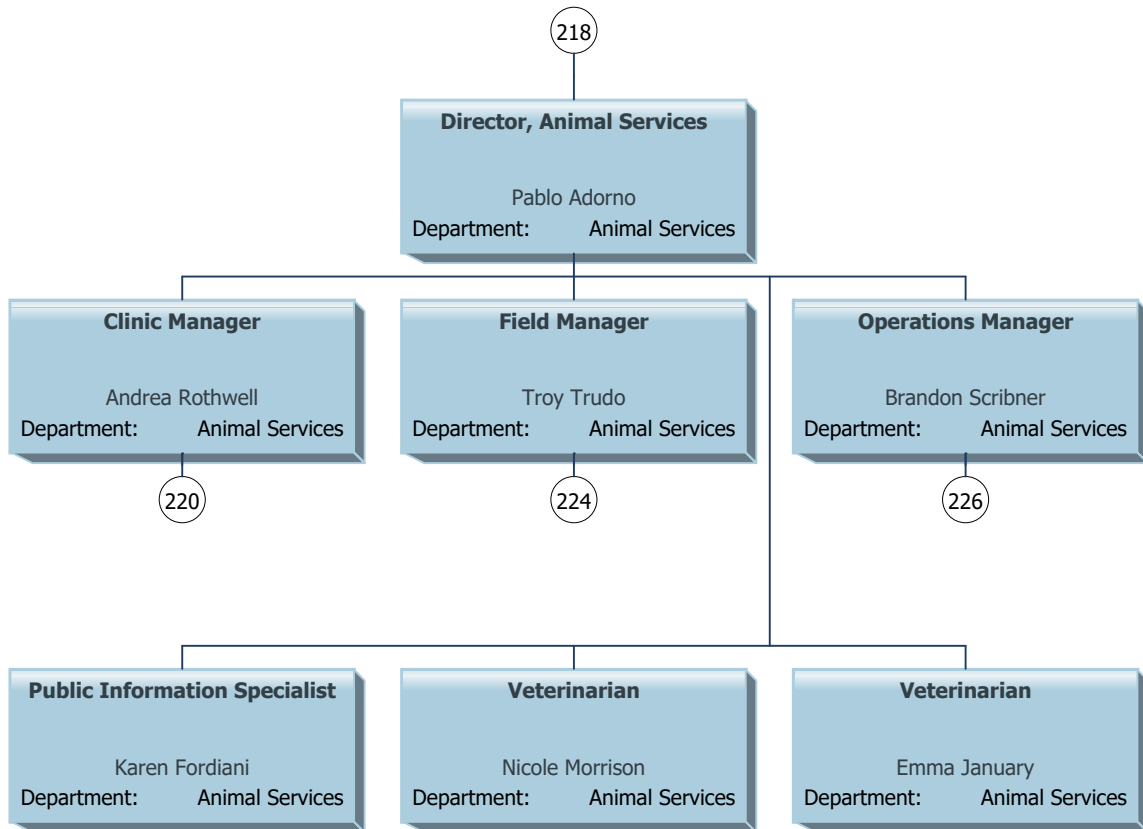 218
Director, Animal Services
Pablo Adorno
Department: Animal Services
Clinic Manager
Andrea Rothwell
Department: Animal Services
220
Field Manager
Troy Trudo
Department: Animal Services
224
Operations Manager
Brandon Scribner
Department: Animal Services
226
Public Information Specialist
Karen Fordiani
Department: Animal Services
Veterinarian
Nicole Morrison
Department: Animal Services
Veterinarian
Emma January
Department: Animal Services